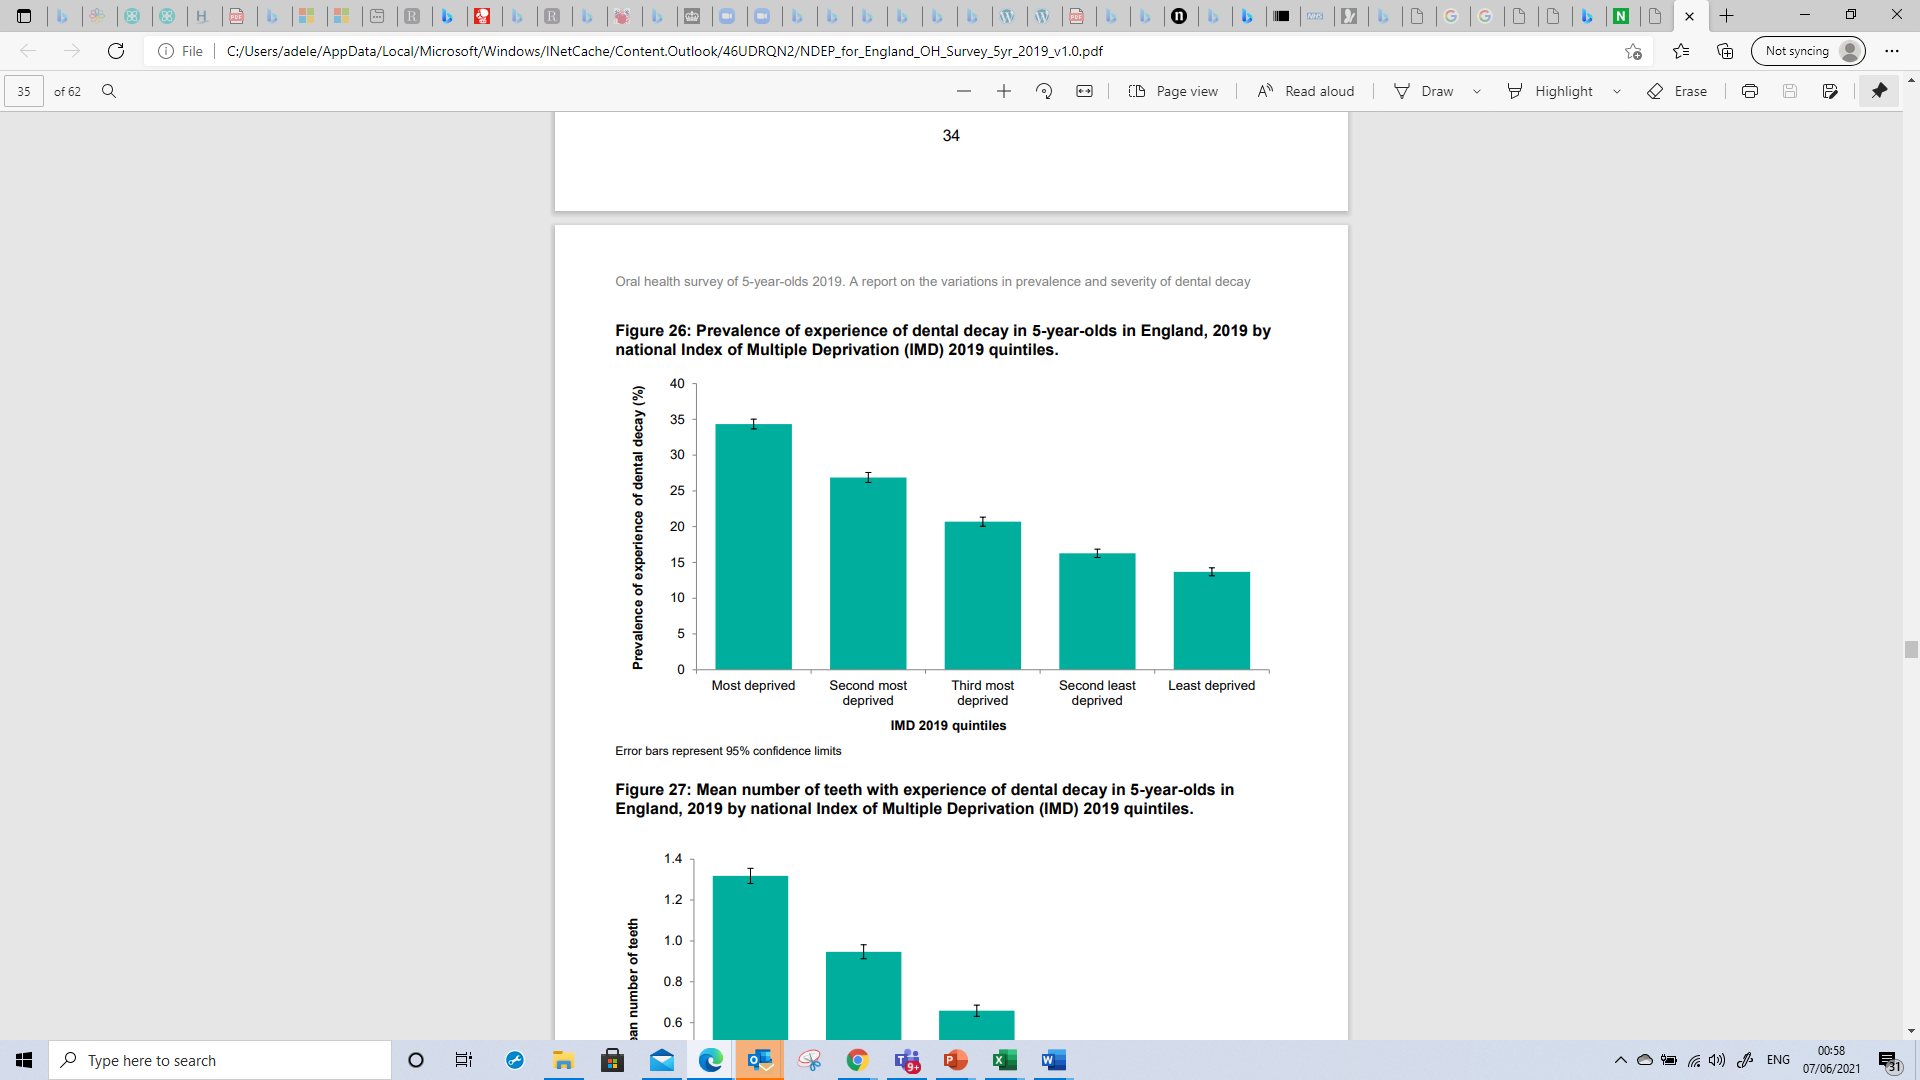 File
C:/Users/adele/AppData/Local/Microsoft/Windows/INetCache/Content.Outlook/46UDRQN2/NDEP_for_England_OH_Survey_5yr_2019_v1.0.pdf
Not syncing
35 of 62
Page view
Read aloud
Draw
Highlight
Erase
34
Oral health survey of 5-year-olds 2019. A report on the variations in prevalence and severity of dental decay
Figure 26: Prevalence of experience of dental decay in 5-year-olds in England, 2019 by
national Index of Multiple Deprivation (IMD) 2019 quintiles.
Prevalence of experience of dental decay (%)
40
35
30
25
20
15
10
5
0
Most deprived
Second most
deprived
Third most
deprived
Second least
deprived
Least deprived
IMD 2019 quintiles
Error bars represent 95% confidence limits
Figure 27: Mean number of teeth with experience of dental decay in 5-year-olds in
England, 2019 by national Index of Multiple Deprivation (IMD) 2019 quintiles.
number of teeth
1.4
1.2
1.0
0.8
0.6
Type here to search
9+
ENG
00:58
07/06/2021
31